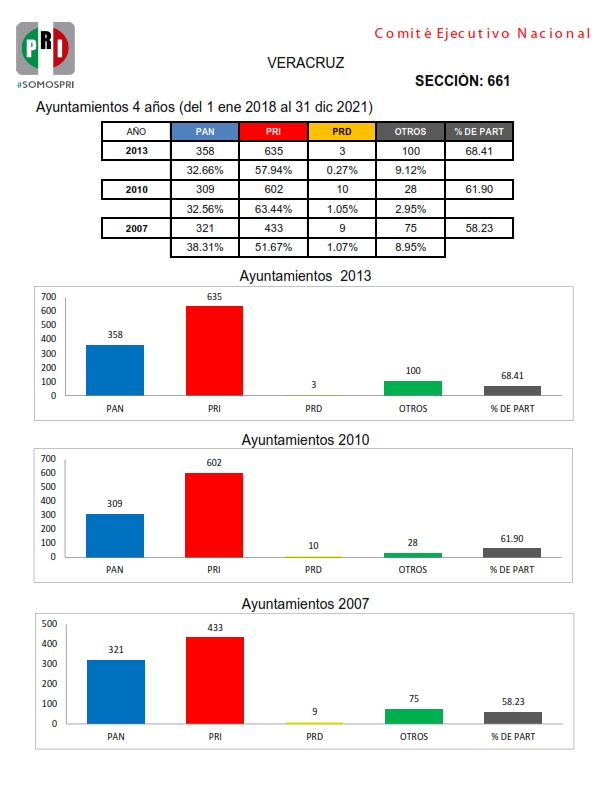 PRI
#SOMOSPRI
Comité Ejecutivo Nacional
VERACRUZ
SECCIÓN: 661
Ayuntamientos 4 años (del 1 ene 2018 al 31 dic 2021)
AÑO PAN PRI PRD OTROS % DE PART
2013 358 635 3 100 68.41
32.66% 57.94% 0.27% 9.12%
2010 309 602 10 28 61.90
32.56% 63.44% 1.05% 2.95%
2007 321 433 9 75 58.23
38.31% 51.67% 1.07% 8.95%
Ayuntamientos 2013
700
600
500
400
300
200
100
0
358
635
3
100
68.41
PAN PRI PRD OTROS % DE PART
Ayuntamientos 2010
700
600
500
400
300
200
100
0
309
602
10
28
61.90
PAN PRI PRD OTROS % DE PART
Ayuntamientos 2007
500
400
300
200
100
0
321
433
9
75
58.23
PAN PRI PRD OTROS % DE PART